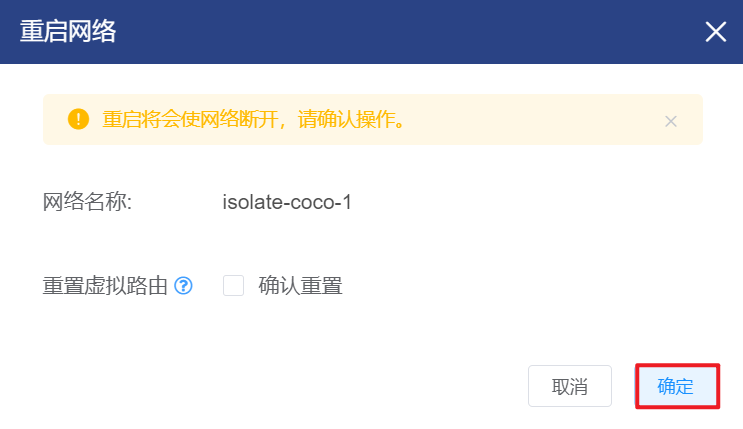 重启网络
重启将会使网络断开，请确认操作。
网络名称: isolate-coco-1
重置虚拟路由 ? 确认重置
取消 确定